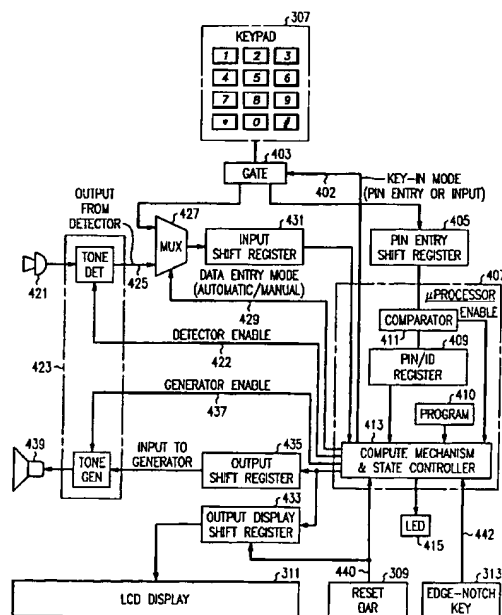 307
KEYPAD
1 2 3
4 5 6
7 8 9
* 0 #
403
GATE
402
KEY-IN MODE
(PIN ENTRY OR INPUT)
OUTPUT
FROM
DETECTOR
427
MUX
431
INPUT
SHIFT REGISTER
405
PIN ENTRY
SHIFT REGISTER
407
TONE
DET
421
425
DATA ENTRY MODE
(AUTOMATIC/MANUAL)
429
μPROCESSOR
ENABLE
COMPARATOR
411
409
PIN/ID
REGISTER
410
PROGRAM
DETECTOR ENABLE
422
423
GENERATOR ENABLE
437
413
COMPUTE MECHANISM
& STATE CONTROLLER
439
TONE
GEN
INPUT TO
GENERATOR
435
OUTPUT
SHIFT REGISTER
433
OUTPUT DISPLAY
SHIFT REGISTER
LED
415
442
311
LCD DISPLAY
440
309
RESET
BAR
313
EDGE-NOTCH
KEY